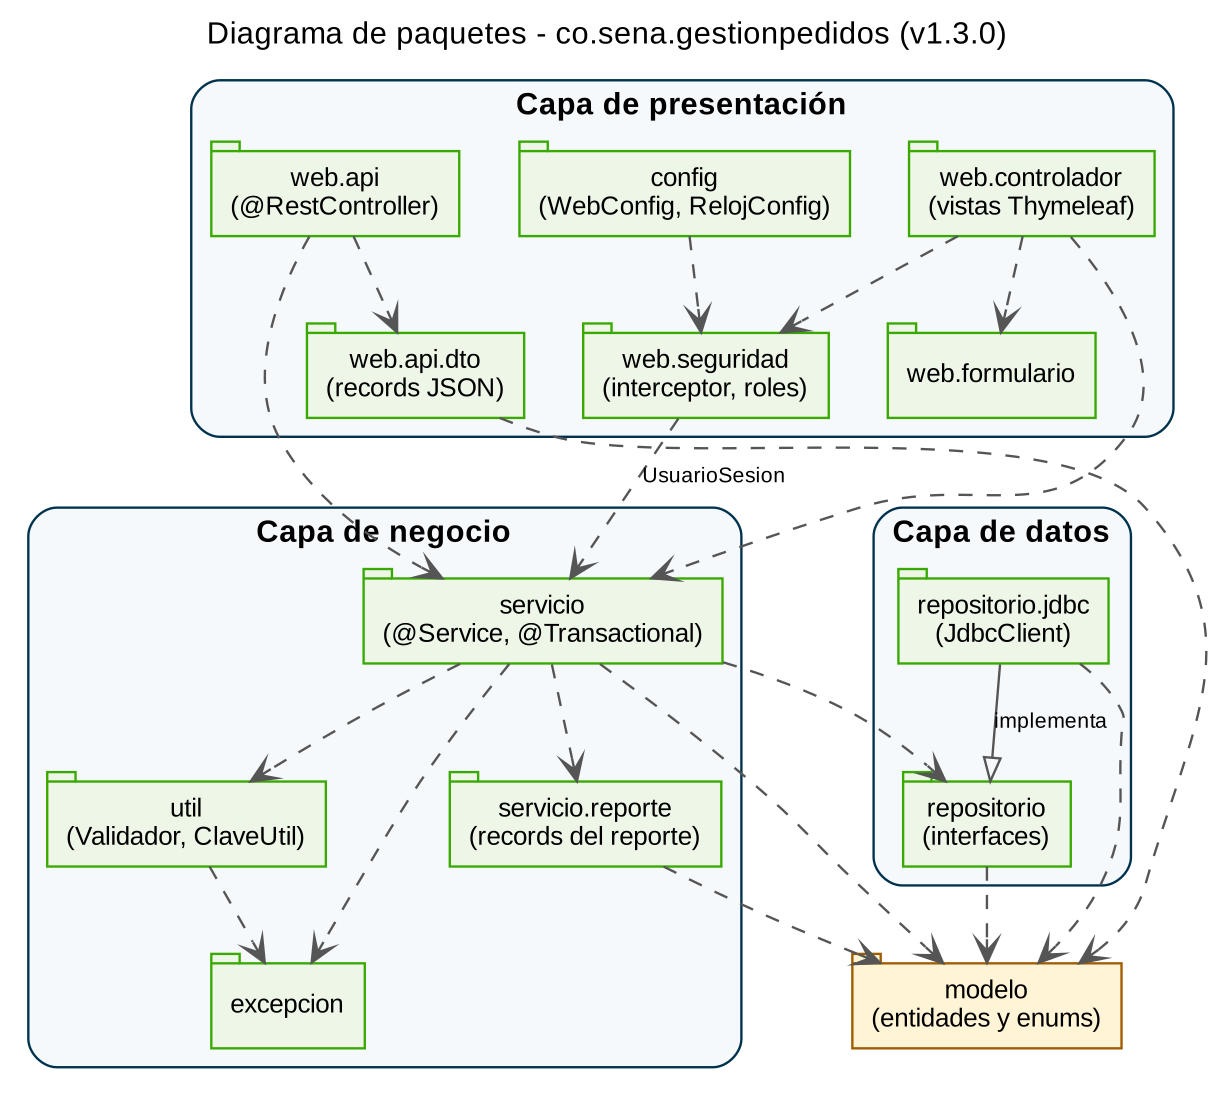 Diagrama de paquetes - co.sena.gestionpedidos (v1.3.0)
Capa de presentación
web.api
(@RestController)
config
(WebConfig, RelojConfig)
web.controlador
(vistas Thymeleaf)
web.api.dto
(records JSON)
web.seguridad
(interceptor, roles)
web.formulario
UsuarioSesion
Capa de negocio
servicio
(@Service, @Transactional)
util
(Validador, ClaveUtil)
servicio.reporte
(records del reporte)
excepcion
Capa de datos
repositorio.jdbc
(JdbcClient)
implementa
repositorio
(interfaces)
modelo
(entidades y enums)